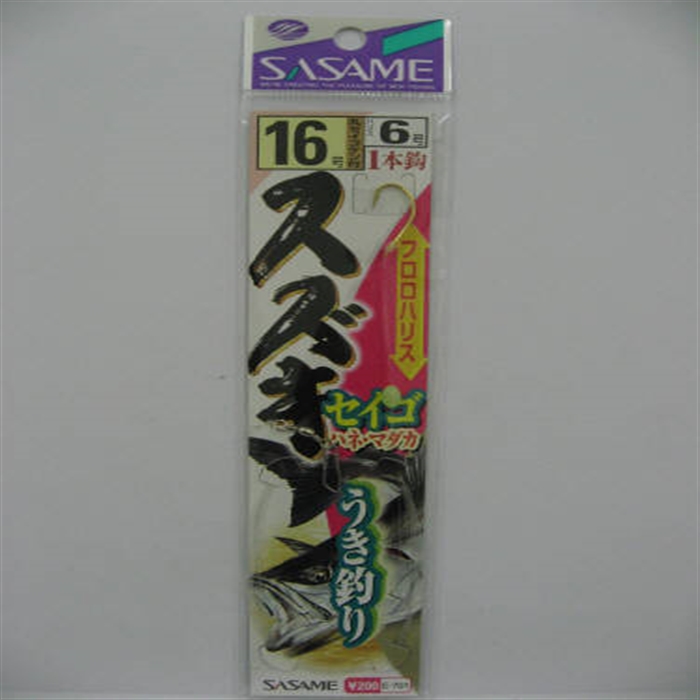 SASAME
16号
6号
1本鈎
スズキ
フロロハリス
セイゴ
ハネ・マダカ
うき釣り
SASAME
¥200